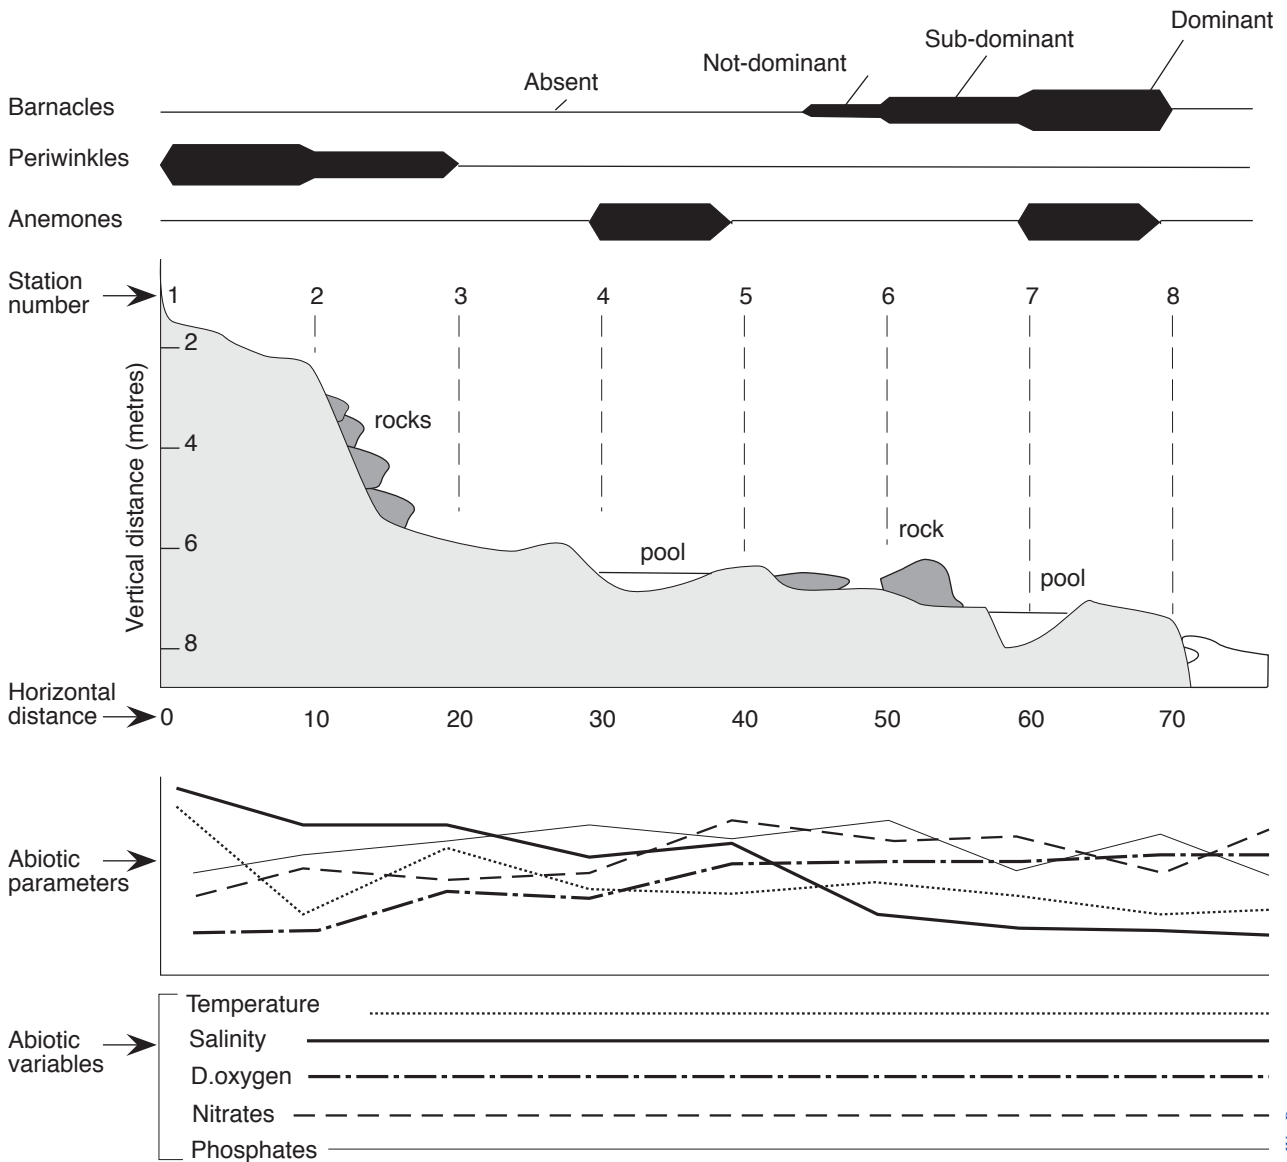 Dominant
Sub-dominant
Not-dominant
Absent
Barnacles
Periwinkles
Anemones
Station
number
1 2 3 4 5 6 7 8
Vertical distance (metres)
2
4
6
8
rocks
pool
rock
pool
Horizontal
distance
0 10 20 30 40 50 60 70
Abiotic
parameters
Abiotic
variables
Temperature
Salinity
D.oxygen
Nitrates
Phosphates